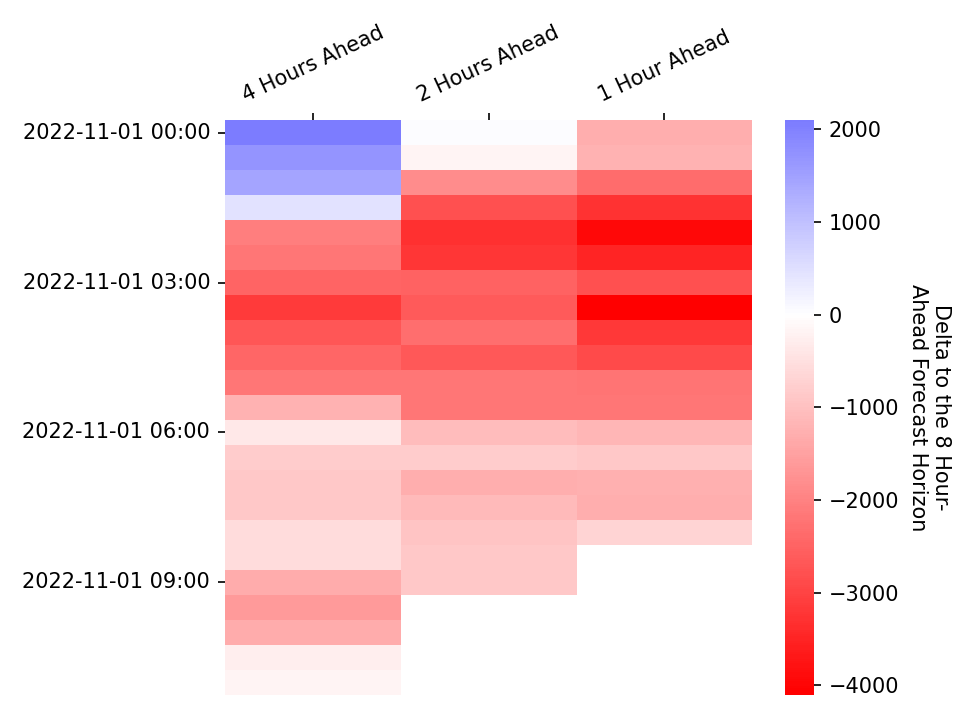 4 Hours Ahead
2 Hours Ahead
1 Hour Ahead
2022-11-01 00:00
2022-11-01 03:00
2022-11-01 06:00
2022-11-01 09:00
2000
1000
0
−1000
−2000
−3000
−4000
Delta to the 8 Hour-
Ahead Forecast Horizon